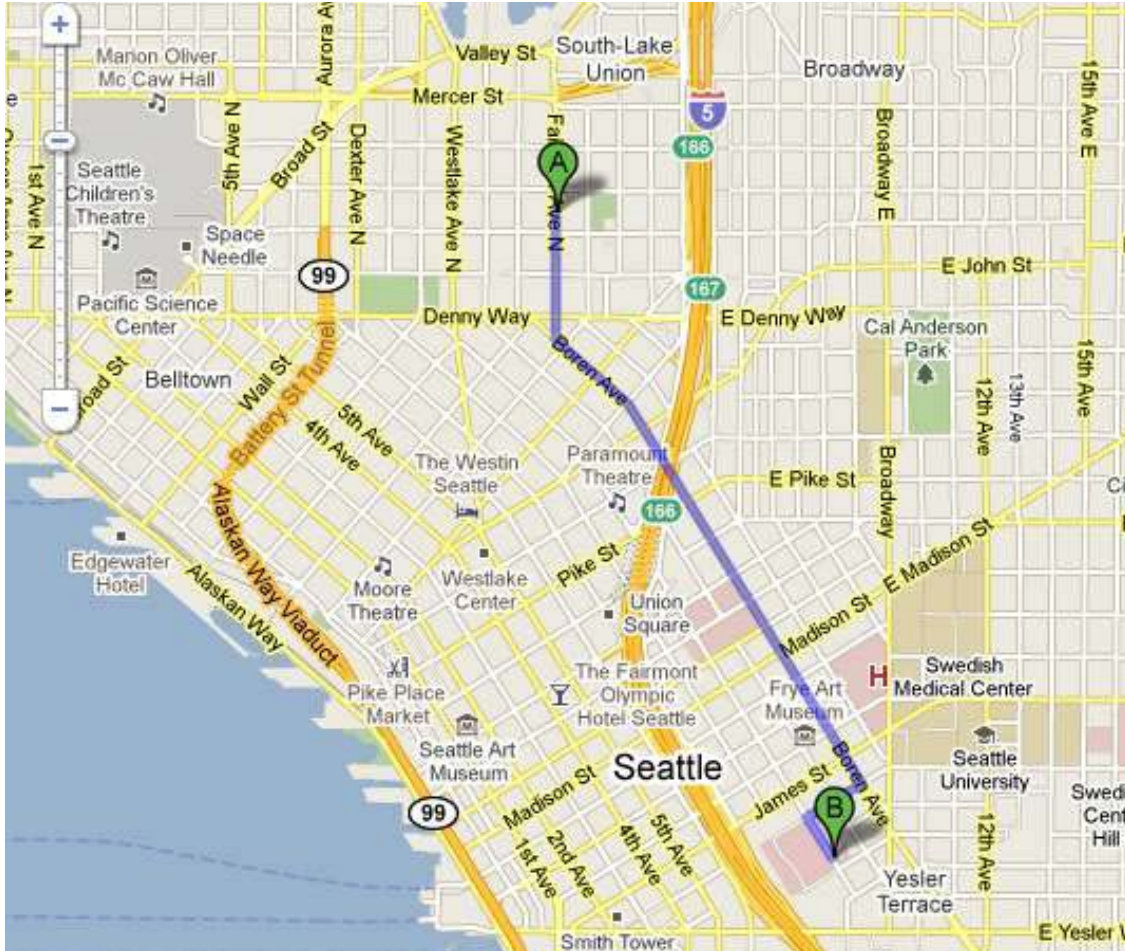 +
Marion Oliver
Mc Caw Hall
Aurora Av
Valley St
South-Lake
Union
Broadway
15th Ave E
e
Mercer St
5
166
1st Ave N
5th Ave N
Broad St
Dexter Ave N
Westlake Ave N
A
Ave N
Broadway E
Seattle
Children's
Theatre
Space
Needle
99
Pacific Science
Center
167
E John St
Denny Way
E Denny Way
Cal Anderson
Park
Boren Ave
15th Ave
13th Ave
12th Ave
−
Belltown
Wall St
Battery St Tunnel
5th Ave
4th Ave
The Westin
Seattle
Paramount
Theatre
E Pike St
Broadway
166
Edgewater
Hotel
Alaskan Way Viaduct
Alaskan Way
Moore
Theatre
Westlake
Center
Pike St
Union
Square
E Madison St
Madison St
Pike Place
Market
The Fairmont
Olympic
Hotel Seattle
Frye Art
Museum
H
Swedish
Medical Center
Seattle Art
Museum
Seattle
Boren Ave
Seattle
University
99
Madison St
James St
B
12th Ave
Swedi
Cent
Hill
1st Ave
2nd Ave
4th Ave
5th Ave
Yesler
Terrace
Smith Tower
E Yesler W